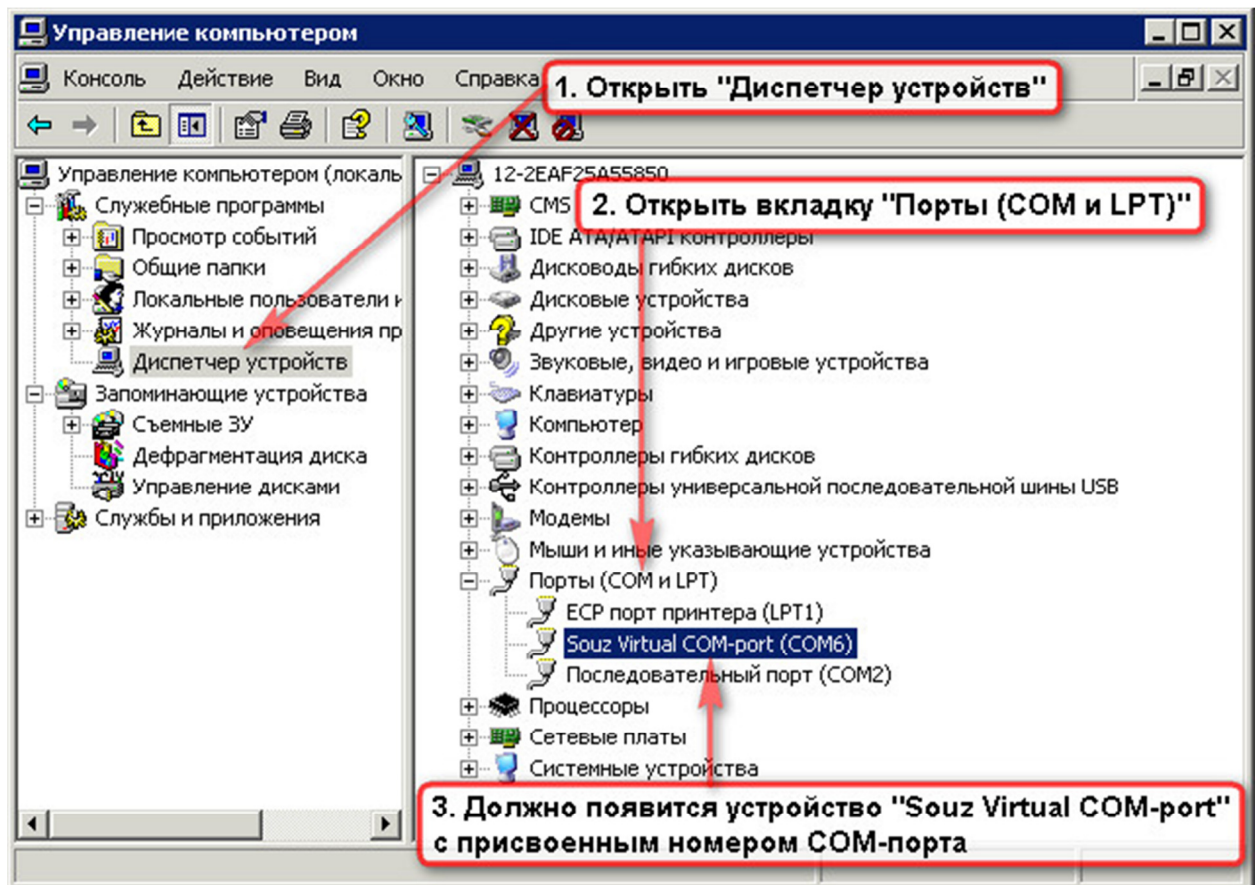 Управление компьютером
Консоль Действие Вид Окно Справка
1. Открыть "Диспетчер устройств"
Управление компьютером (локаль
Служебные программы
Просмотр событий
Общие папки
Локальные пользователи и
Журналы и оповещения пр
Диспетчер устройств
Запоминающие устройства
Съемные ЗУ
Дефрагментация диска
Управление дисками
Службы и приложения
12-2EAF25A55850
CMS
2. Открыть вкладку "Порты (COM и LPT)"
IDE ATA/ATAPI контроллеры
Дисководы гибких дисков
Дисковые устройства
Другие устройства
Звуковые, видео и игровые устройства
Клавиатуры
Компьютер
Контроллеры гибких дисков
Контроллеры универсальной последовательной шины USB
Модемы
Мыши и иные указывающие устройства
Порты (COM и LPT)
ECP порт принтера (LPT1)
Souz Virtual COM-port (COM6)
Последовательный порт (COM2)
Процессоры
Сетевые платы
Системные устройства
3. Должно появится устройство "Souz Virtual COM-port"
с присвоенным номером COM-порта